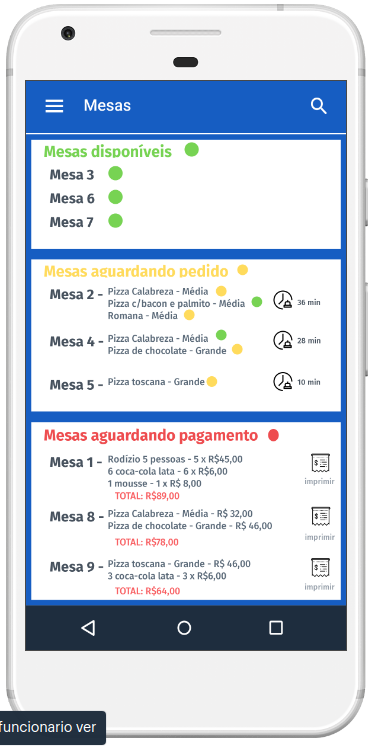 Mesas
Mesas disponíveis
Mesa 3
Mesa 6
Mesa 7
Mesas aguardando pedido
Mesa 2 - Pizza Calabreza - Média
Pizza c/bacon e palmito - Média
Romana - Média
36 min
Mesa 4 - Pizza Calabreza - Média
Pizza de chocolate - Grande
28 min
Mesa 5 - Pizza toscana - Grande
10 min
Mesas aguardando pagamento
Mesa 1 - Rodízio 5 pessoas - 5 x R$45,00
6 coca-cola lata - 6 x R$6,00
1 mousse - 1 x R$ 8,00
TOTAL: R$89,00
imprimir
Mesa 8 - Pizza Calabreza - Média - R$ 32,00
Pizza de chocolate - Grande - R$ 46,00
TOTAL: R$78,00
imprimir
Mesa 9 - Pizza toscana - Grande - R$ 46,00
3 coca-cola lata - 3 x R$6,00
TOTAL: R$64,00
imprimir
funcionario ver